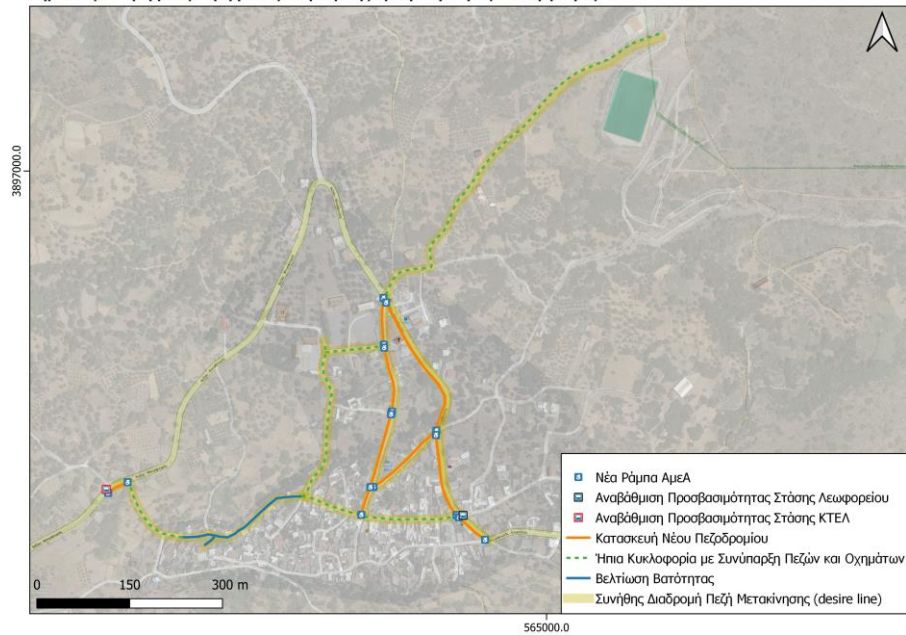 3897000.0
Νέα Ράμπα ΑμεΑ
Αναβάθμιση Προσβασιμότητας Στάσης Λεωφορείου
Αναβάθμιση Προσβασιμότητας Στάσης ΚΤΕΛ
Κατασκευή Νέου Πεζοδρομίου
Ήπια Κυκλοφορία με Συνύπαρξη Πεζών και Οχημάτων
Βελτίωση Βατότητας
Συνήθης Διαδρομή Πεζή Μετακίνησης (desire line)
0 150 300 m
565000.0